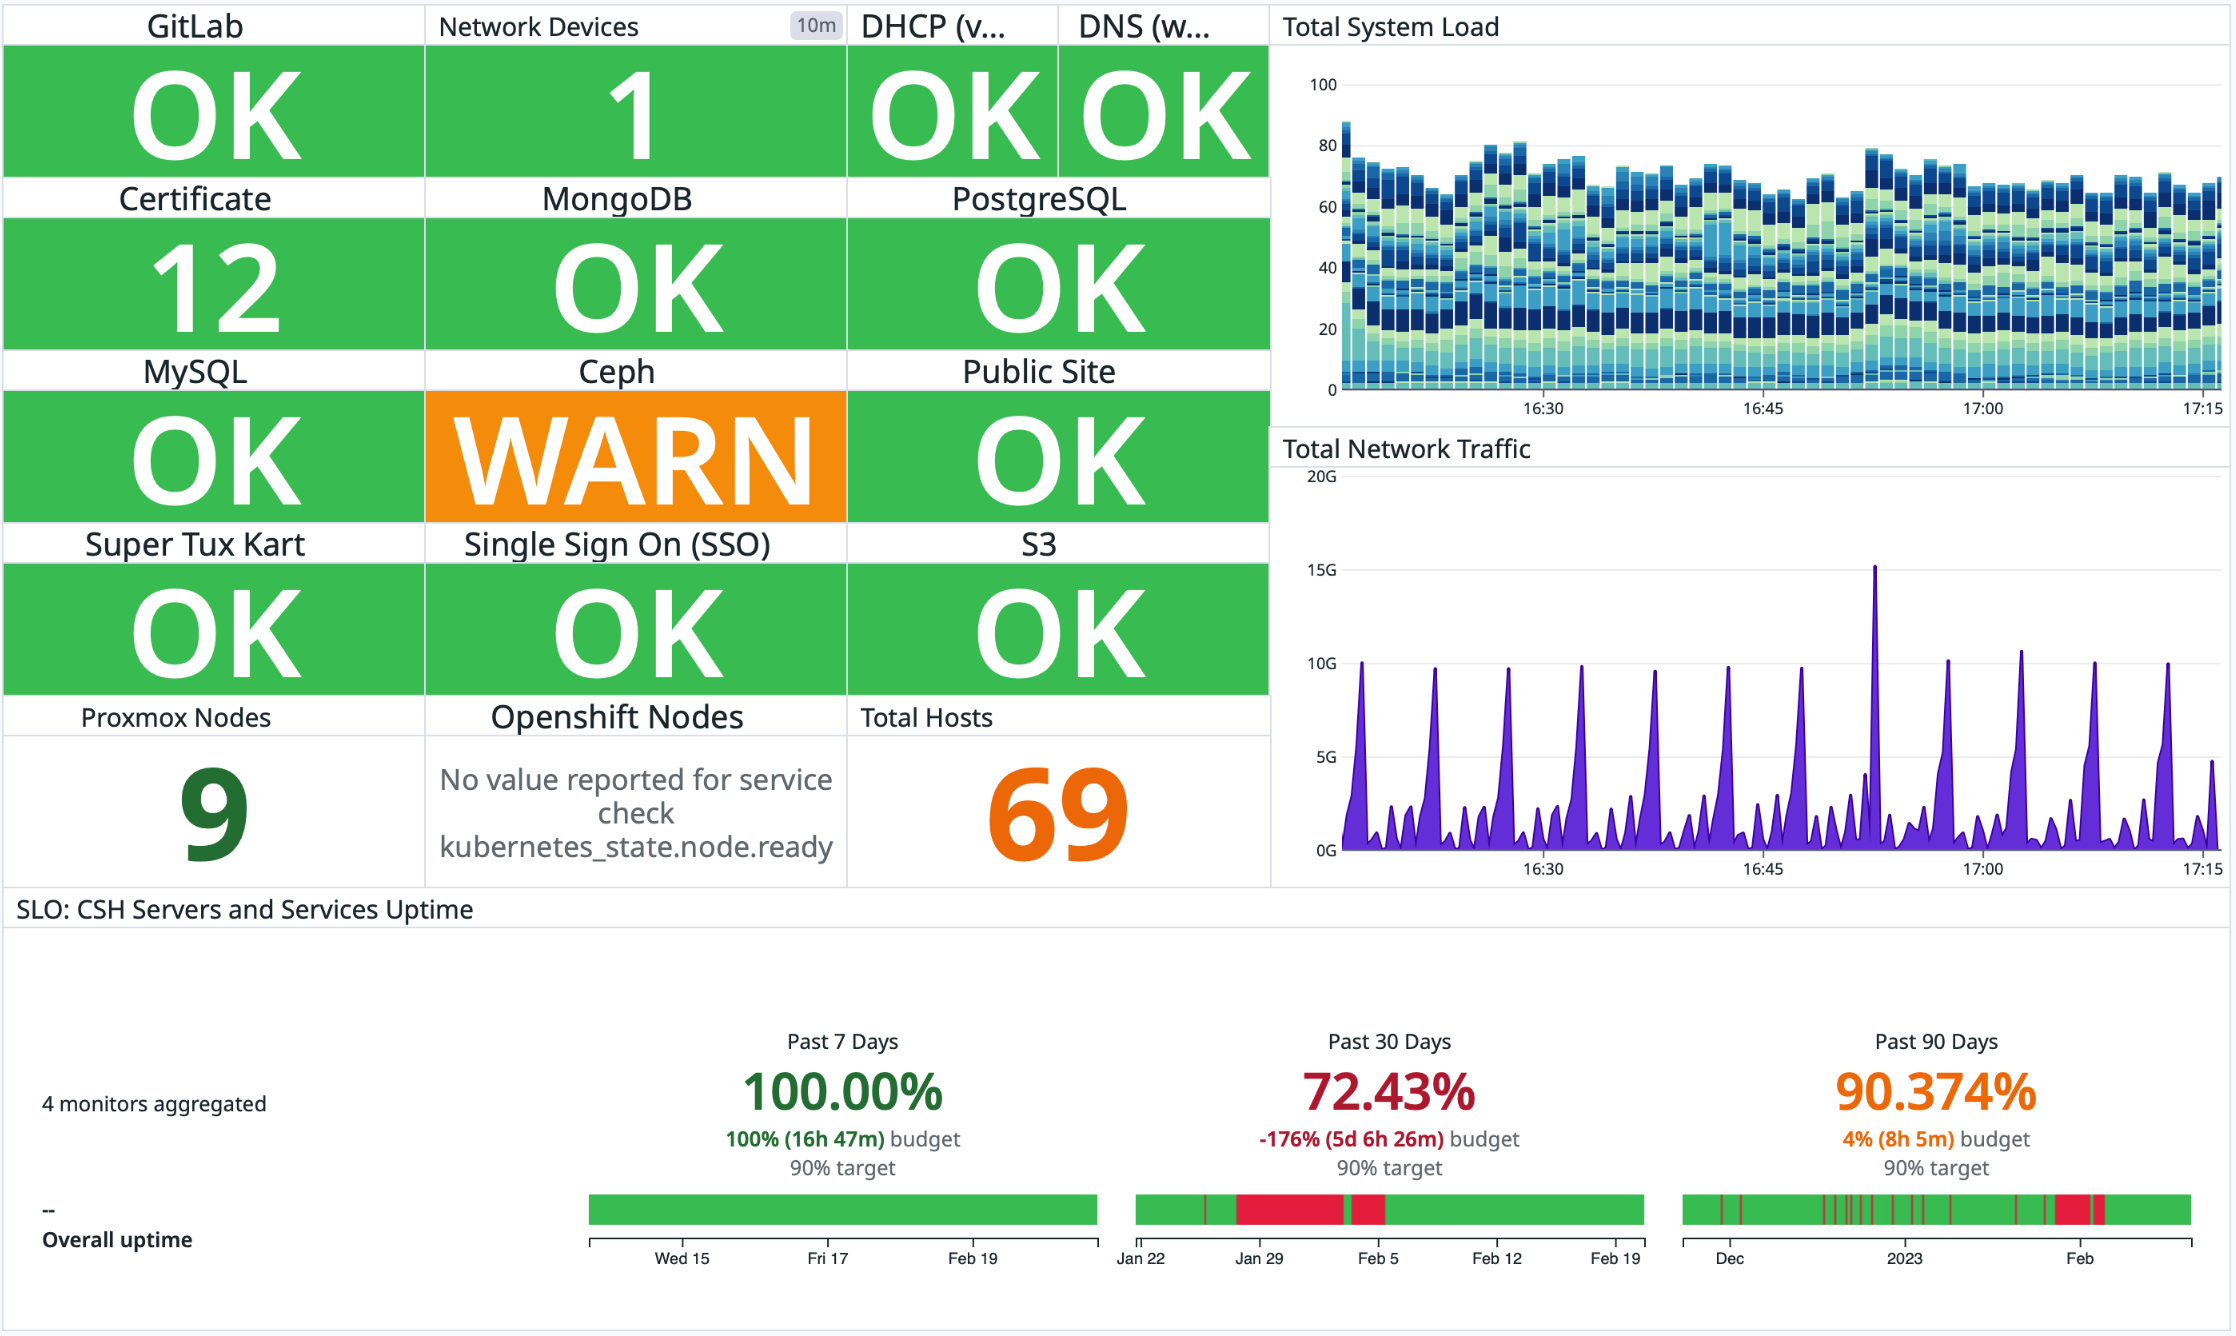 GitLab
Network Devices 10m
DHCP (v...
DNS (w...
OK
1
OK
OK
Certificate
MongoDB
PostgreSQL
12
OK
OK
MySQL
Ceph
Public Site
OK
WARN
OK
Super Tux Kart
Single Sign On (SSO)
S3
OK
OK
OK
Proxmox Nodes
Openshift Nodes
Total Hosts
9
No value reported for service
check
kubernetes_state.node.ready
69
Total System Load
100
80
60
40
20
0
16:30 16:45 17:00 17:15
Total Network Traffic
20G
15G
10G
5G
0G
16:30 16:45 17:00 17:15
SLO: CSH Servers and Services Uptime
4 monitors aggregated
Past 7 Days
100.00%
100% (16h 47m) budget
90% target
Past 30 Days
72.43%
-176% (5d 6h 26m) budget
90% target
Past 90 Days
90.374%
4% (8h 5m) budget
90% target
--
Overall uptime
Wed 15 Fri 17 Feb 19
Jan 22 Jan 29 Feb 5 Feb 12 Feb 19
Dec 2023 Feb